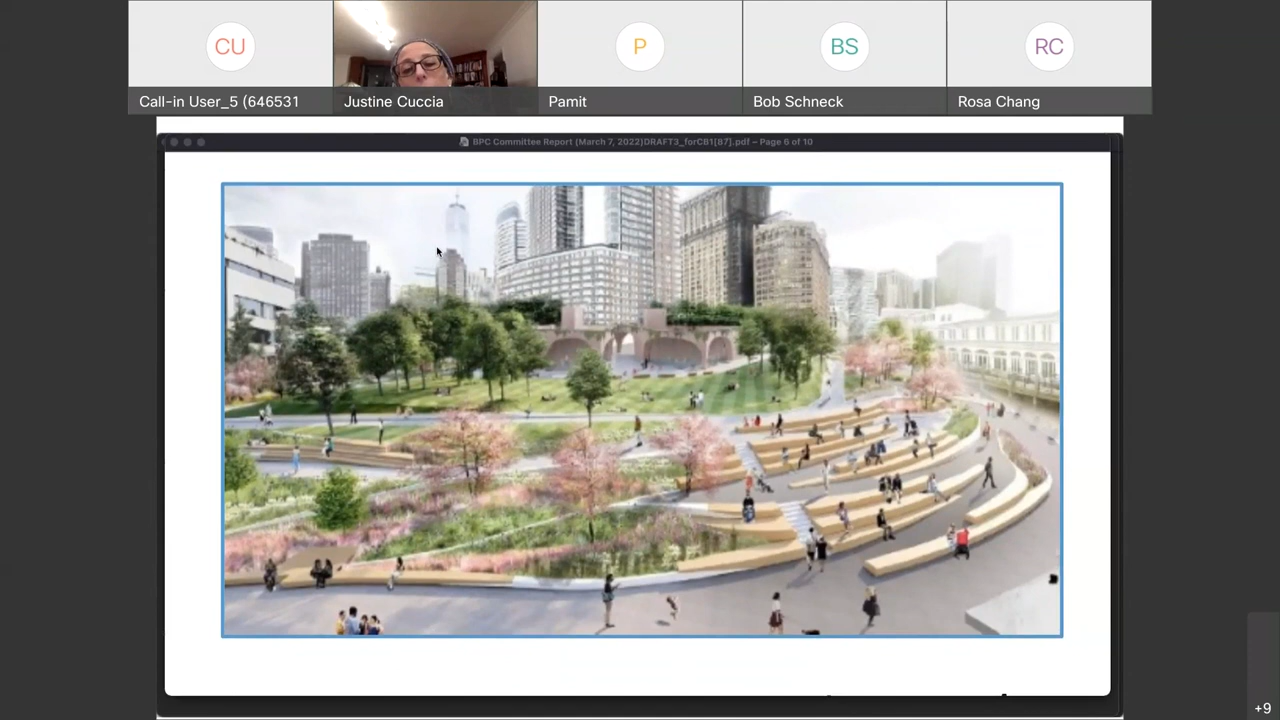 CU
P
BS
RC
Call-in User_5 (646531
Justine Cuccia
Pamit
Bob Schneck
Rosa Chang
BPC Committee Report (March 7, 2022)DRAFT3_forCB1[87].pdf – Page 6 of 10
+9